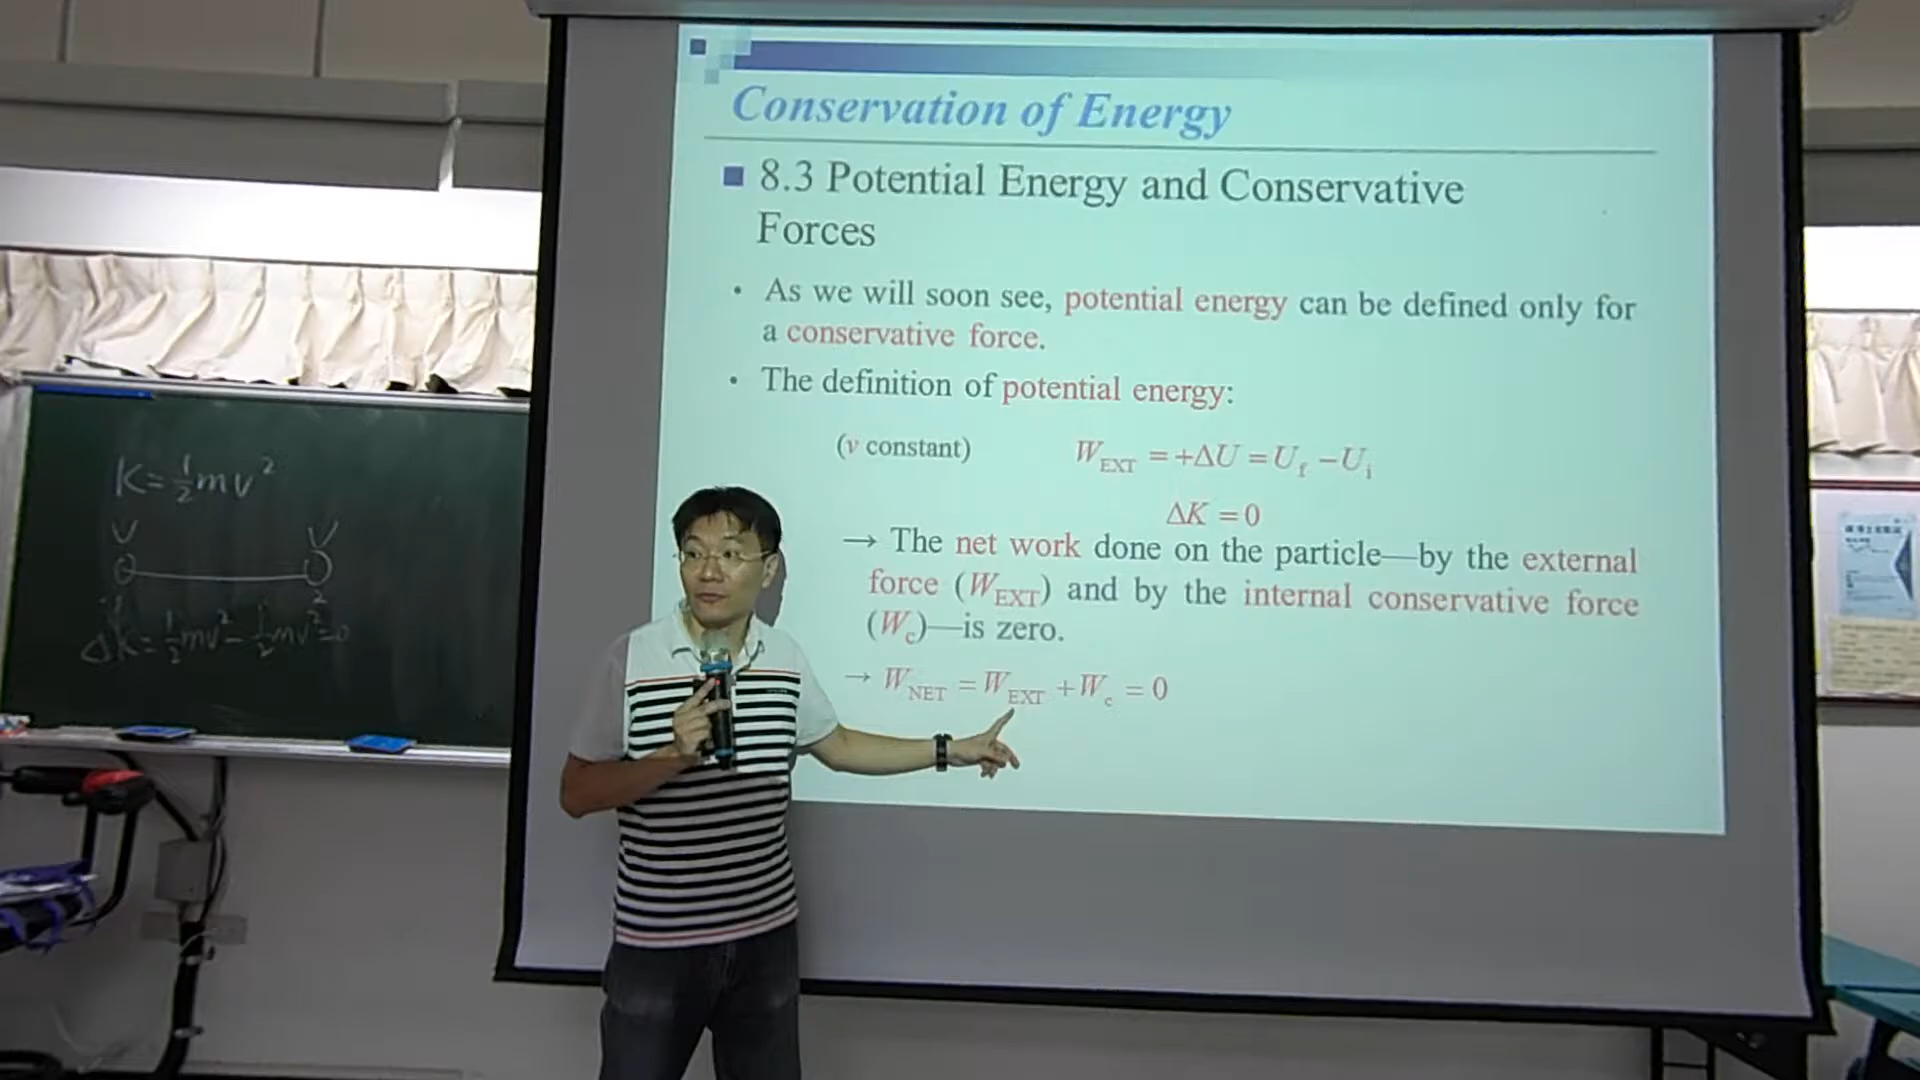 Conservation of Energy
8.3 Potential Energy and Conservative
Forces
• As we will soon see, potential energy can be defined only for
a conservative force.
• The definition of potential energy:
(v constant) W_EXT = +ΔU = U_f − U_i
ΔK = 0
→ The net work done on the particle—by the external
force (W_EXT) and by the internal conservative force
(W_c)—is zero.
→ W_NET = W_EXT + W_c = 0
K = ½mv²
V V
ΔK = ½mv² − ½mv² = 0